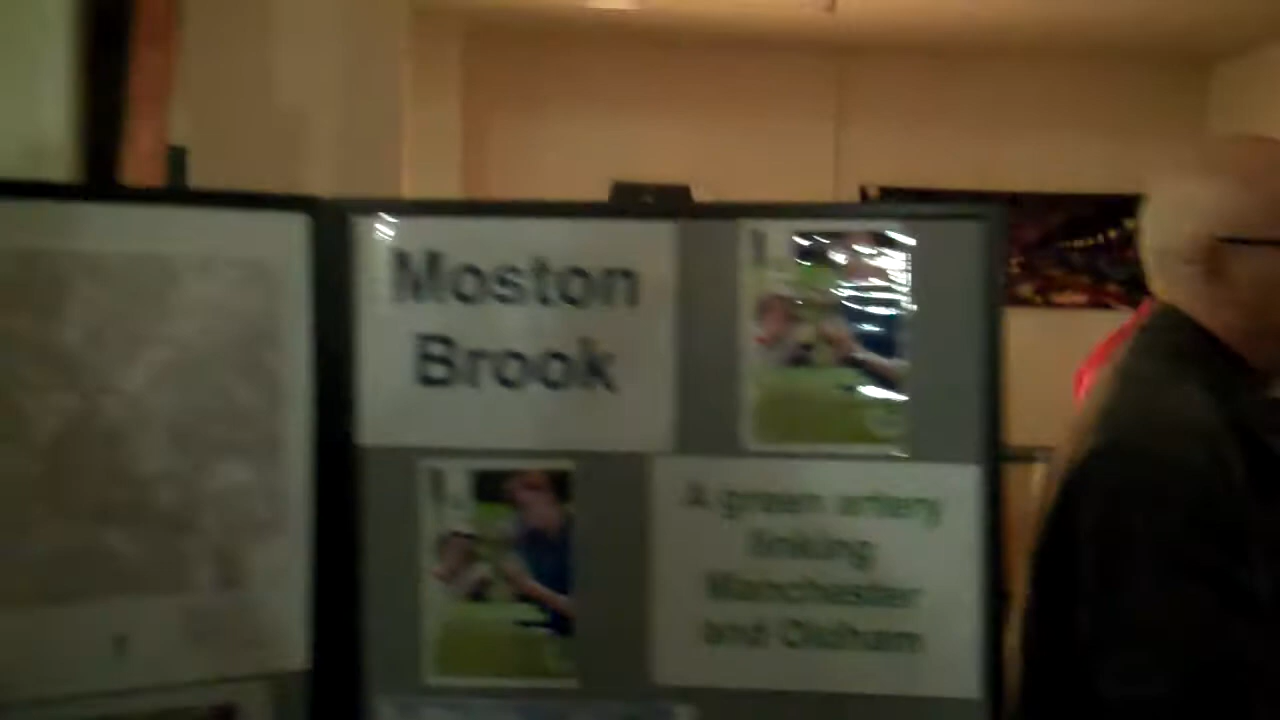 Moston
Brook
A green artery
linking
Manchester
and Oldham